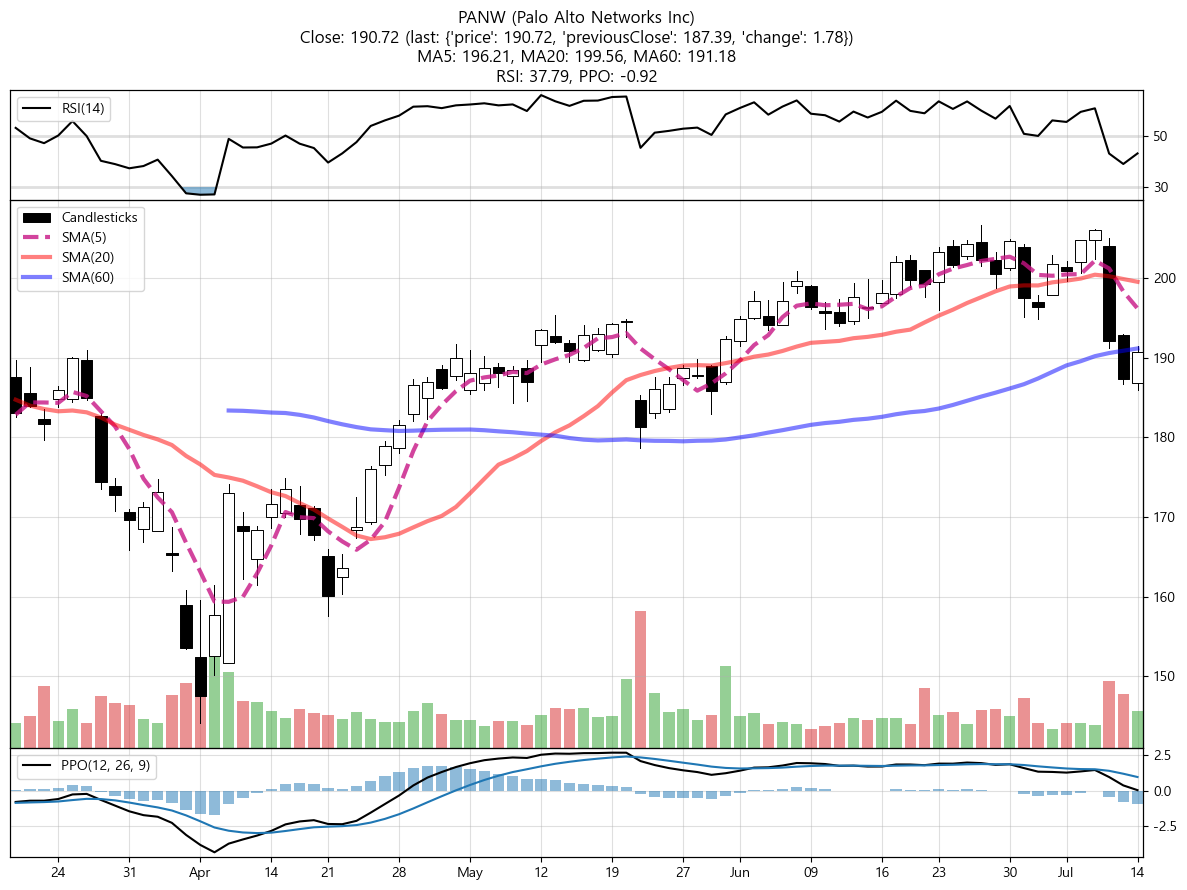 PANW (Palo Alto Networks Inc)
Close: 190.72 (last: {'price': 190.72, 'previousClose': 187.39, 'change': 1.78})
MA5: 196.21, MA20: 199.56, MA60: 191.18
RSI: 37.79, PPO: -0.92
RSI(14)
50
30
Candlesticks
SMA(5)
SMA(20)
SMA(60)
200
190
180
170
160
150
PPO(12, 26, 9)
2.5
0.0
−2.5
24 31 Apr 14 21 28 May 12 19 27 Jun 09 16 23 30 Jul 14